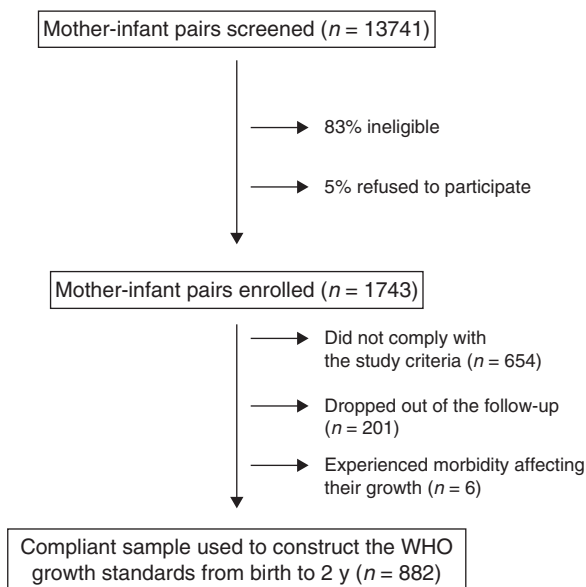 Mother-infant pairs screened (n = 13741)
83% ineligible
5% refused to participate
Mother-infant pairs enrolled (n = 1743)
Did not comply with
the study criteria (n = 654)
Dropped out of the follow-up
(n = 201)
Experienced morbidity affecting
their growth (n = 6)
Compliant sample used to construct the WHO
growth standards from birth to 2 y (n = 882)